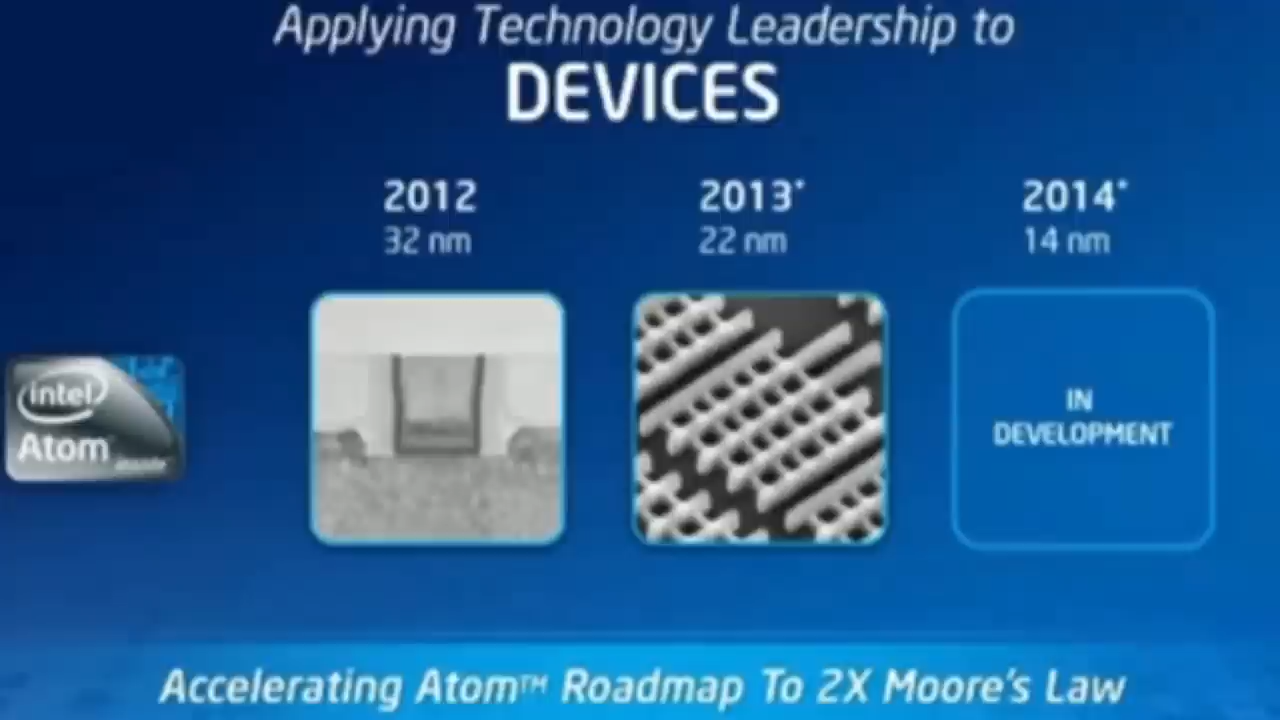 Applying Technology Leadership to
DEVICES
2012
32 nm
2013*
22 nm
2014*
14 nm
intel
Atom
inside
IN
DEVELOPMENT
Accelerating Atom™ Roadmap To 2X Moore's Law